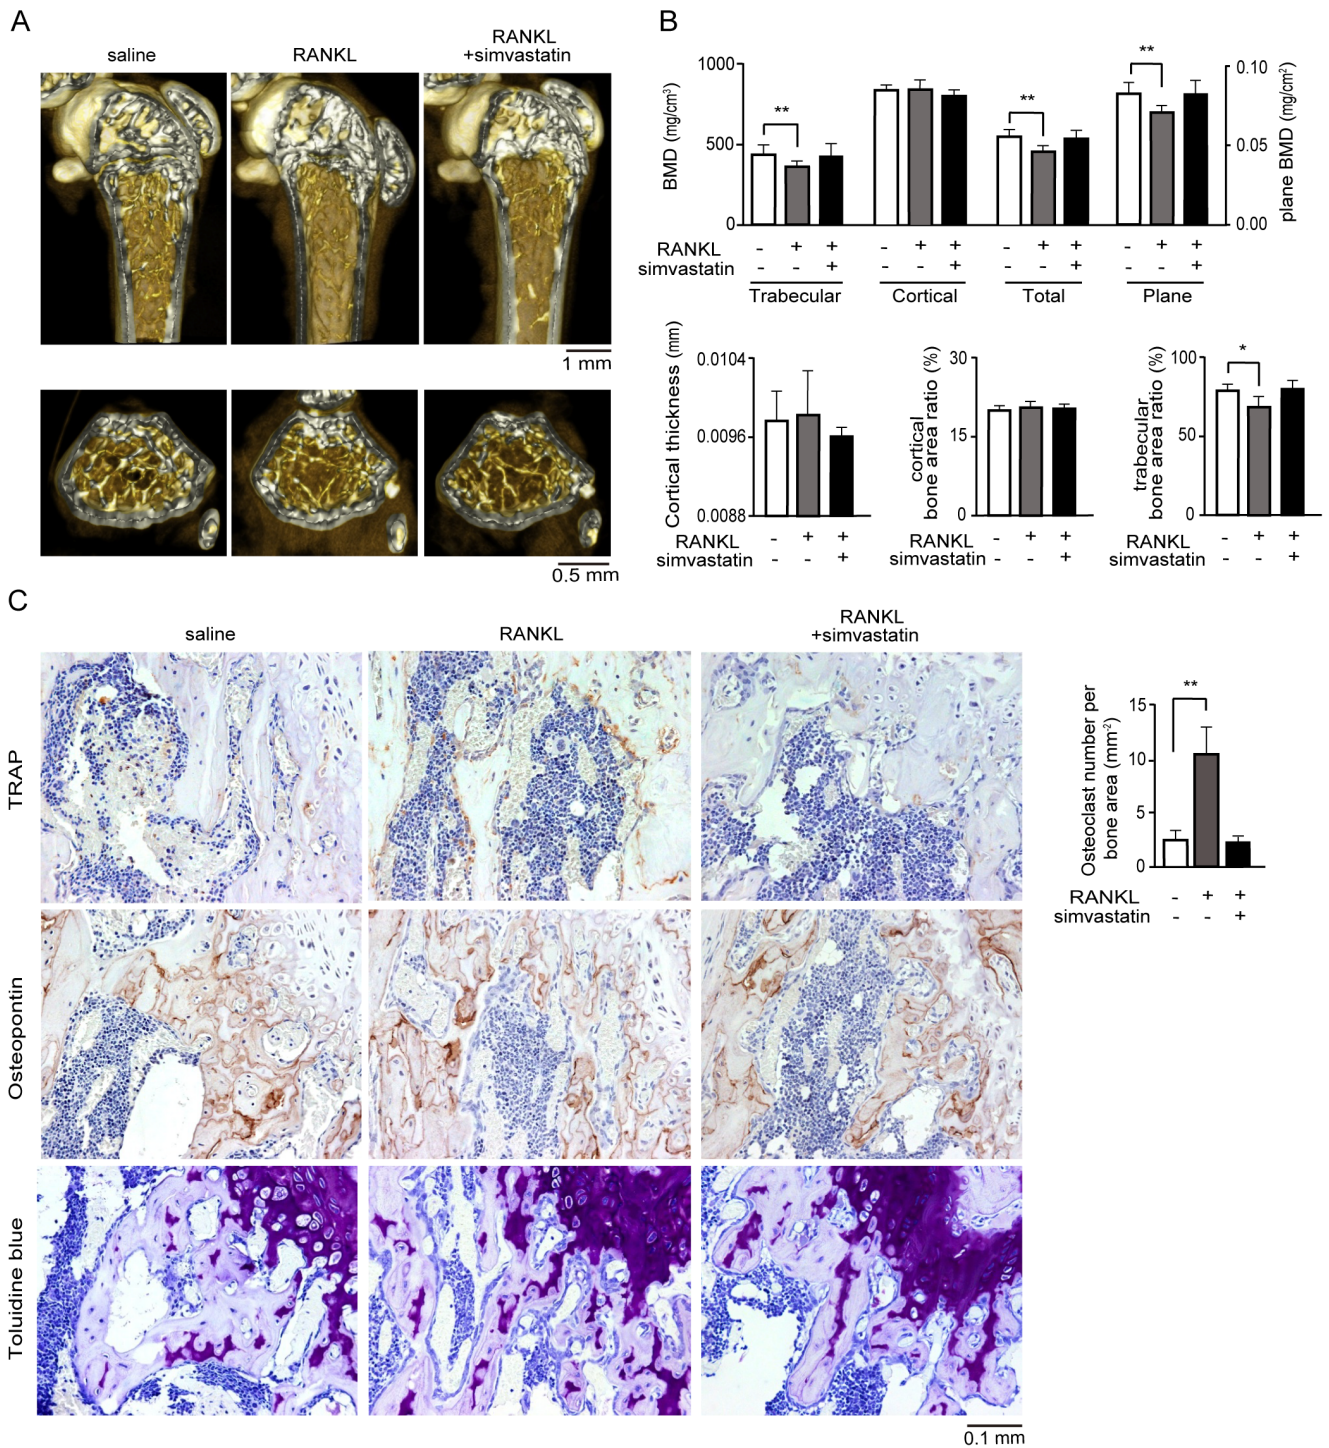 A
saline
RANKL
RANKL
+simvastatin
1 mm
0.5 mm
B
BMD (mg/cm³)
1000
500
0
**
**
**
0.10
0.05
0.00
plane BMD (mg/cm²)
RANKL - + + - + + - + + - + +
simvastatin - - + - - + - - + - - +
Trabecular Cortical Total Plane
Cortical thickness (mm)
0.0104
0.0096
0.0088
RANKL - + +
simvastatin - - +
cortical
bone area ratio (%)
30
15
0
RANKL - + +
simvastatin - - +
trabecular
bone area ratio (%)
100
50
0
*
RANKL - + +
simvastatin - - +
C
saline
RANKL
RANKL
+simvastatin
TRAP
Osteopontin
Toluidine blue
0.1 mm
Osteoclast number per
bone area (mm⁻²)
15
10
5
0
**
RANKL - + +
simvastatin - - +